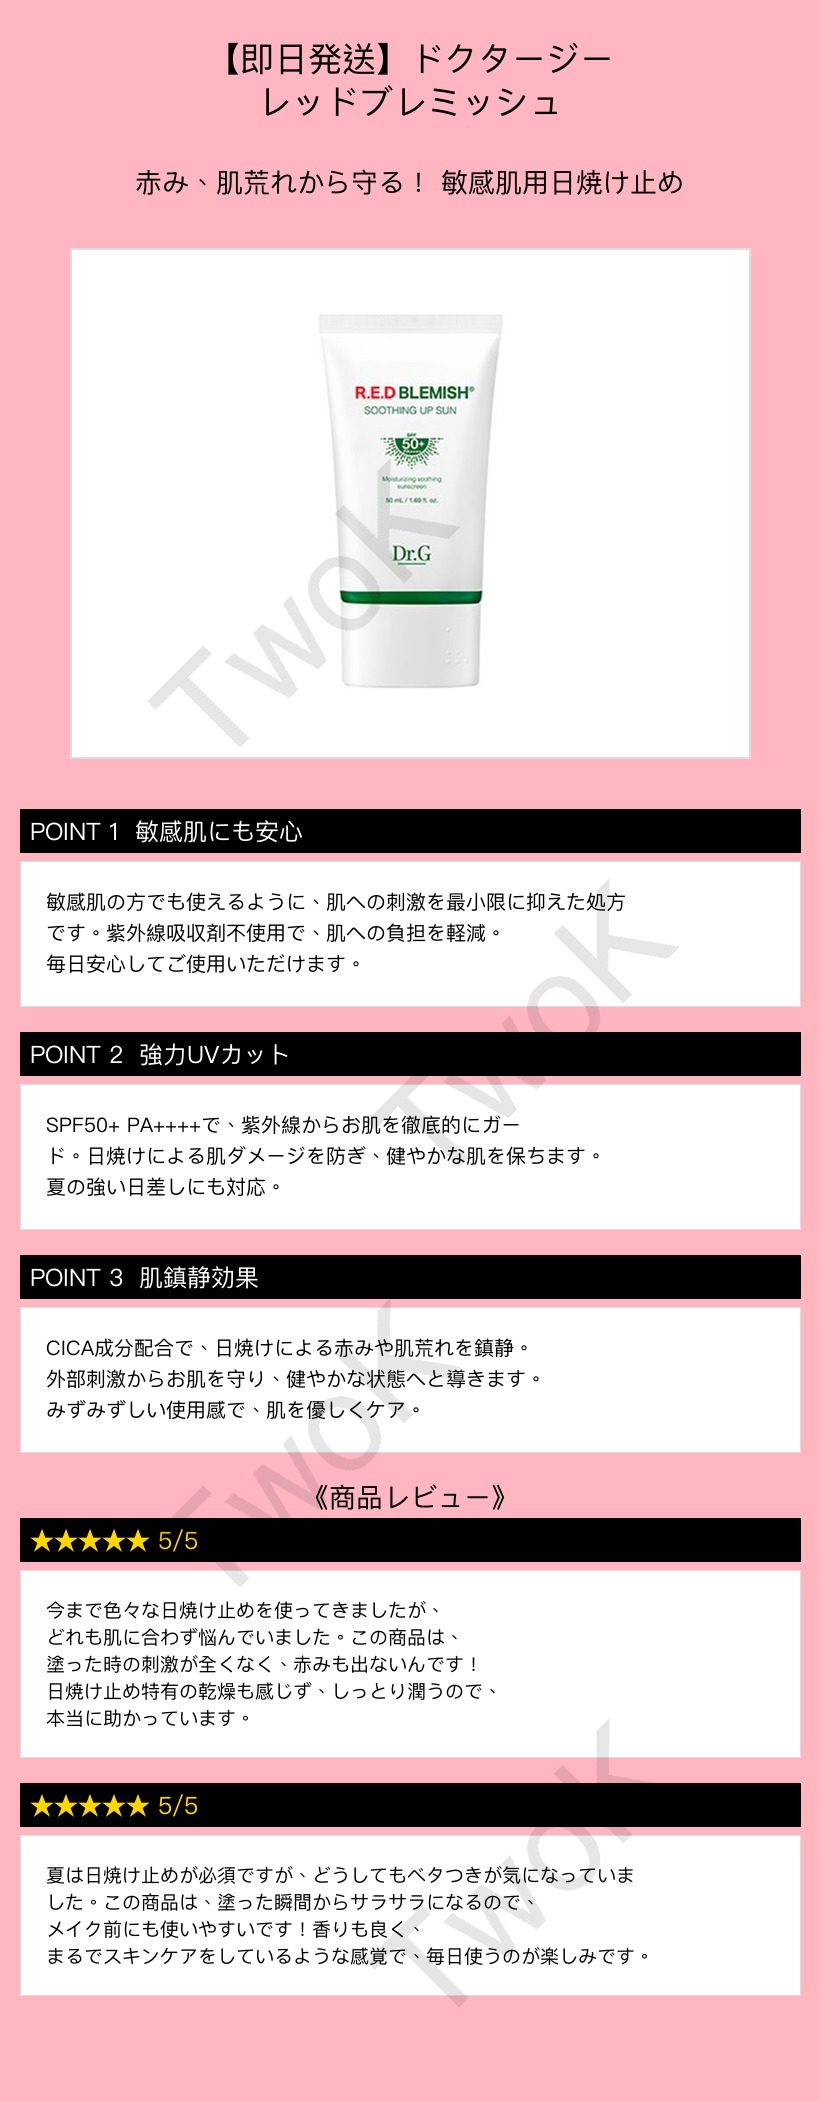 【即日発送】ドクタージー
レッドブレミッシュ
赤み、肌荒れから守る！ 敏感肌用日焼け止め
R.E.D BLEMISH®
SOOTHING UP SUN
SPF
50+
Moisturizing soothing
sunscreen
50 mL / 1.69 fl. oz.
Dr.G
TwoK
POINT 1 敏感肌にも安心
敏感肌の方でも使えるように、肌への刺激を最小限に抑えた処方
です。紫外線吸収剤不使用で、肌への負担を軽減。
毎日安心してご使用いただけます。
TwoK
POINT 2 強力UVカット
SPF50+ PA++++で、紫外線からお肌を徹底的にガー
ド。日焼けによる肌ダメージを防ぎ、健やかな肌を保ちます。
夏の強い日差しにも対応。
POINT 3 肌鎮静効果
CICA成分配合で、日焼けによる赤みや肌荒れを鎮静。
外部刺激からお肌を守り、健やかな状態へと導きます。
みずみずしい使用感で、肌を優しくケア。
TwoK
《商品レビュー》
★★★★★ 5/5
今まで色々な日焼け止めを使ってきましたが、
どれも肌に合わず悩んでいました。この商品は、
塗った時の刺激が全くなく、赤みも出ないんです！
日焼け止め特有の乾燥も感じず、しっとり潤うので、
本当に助かっています。
★★★★★ 5/5
夏は日焼け止めが必須ですが、どうしてもベタつきが気になっていま
した。この商品は、塗った瞬間からサラサラになるので、
メイク前にも使いやすいです！香りも良く、
まるでスキンケアをしているような感覚で、毎日使うのが楽しみです。
TwoK